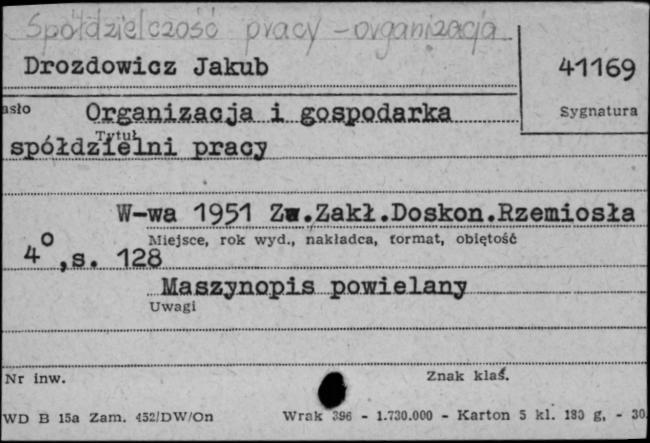 Spółdzielczość pracy - organizacja
Drozdowicz Jakub
41169
asło
Organizacja i gospodarka
Sygnatura
Tytuł
spółdzielni pracy
W-wa 1951 Zw.Zakł.Doskon.Rzemiosła
Miejsce, rok wyd., nakładca, format, objętość
4°,s. 128
Maszynopis powielany
Uwagi
Nr inw.
Znak klas.
WD B 15a Zam. 452/DW/On
Wrak 396 - 1.730.000 - Karton 5 kl. 180 g, - 30